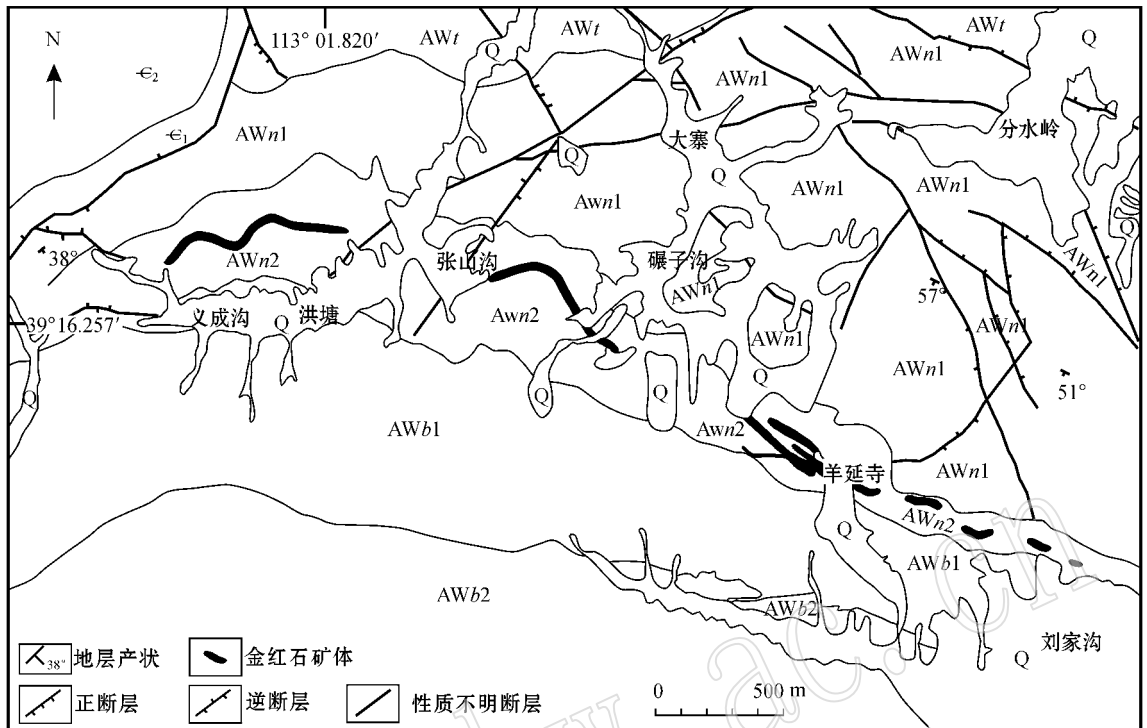 N
113° 01.820′
AWt
Q
AWt
AWn1
AWt
Q
AWn1
Є2
Є1
AWn1
大寨
分水岭
Q
Q
Awn1
AWn1
AWn1
Q
38°
AWn2
张山沟
碾子沟
AWn1
AWn1
57°
39°16.257′
义成沟
Q
洪塘
Awn2
AWn1
AWn1
AWn1
51°
Q
Q
Q
Q
AWb1
Awn2
羊延寺
AWn1
AWn2
Q
AWb1
AWb2
AWb2
刘家沟
Q
38°
地层产状
金红石矿体
正断层
逆断层
性质不明断层
0
500 m